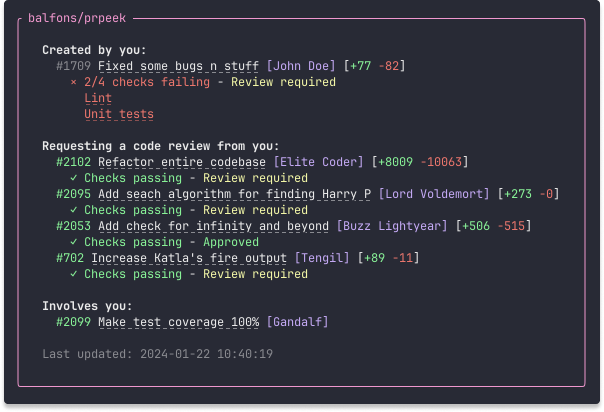 balfons/prpeek
Created by you:
#1709 Fixed some bugs n stuff [John Doe] [+77 -82]
× 2/4 checks failing - Review required
Lint
Unit tests
Requesting a code review from you:
#2102 Refactor entire codebase [Elite Coder] [+8009 -10063]
✓ Checks passing - Review required
#2095 Add seach algorithm for finding Harry P [Lord Voldemort] [+273 -0]
✓ Checks passing - Review required
#2053 Add check for infinity and beyond [Buzz Lightyear] [+506 -515]
✓ Checks passing - Approved
#702 Increase Katla's fire output [Tengil] [+89 -11]
✓ Checks passing - Review required
Involves you:
#2099 Make test coverage 100% [Gandalf]
Last updated: 2024-01-22 10:40:19